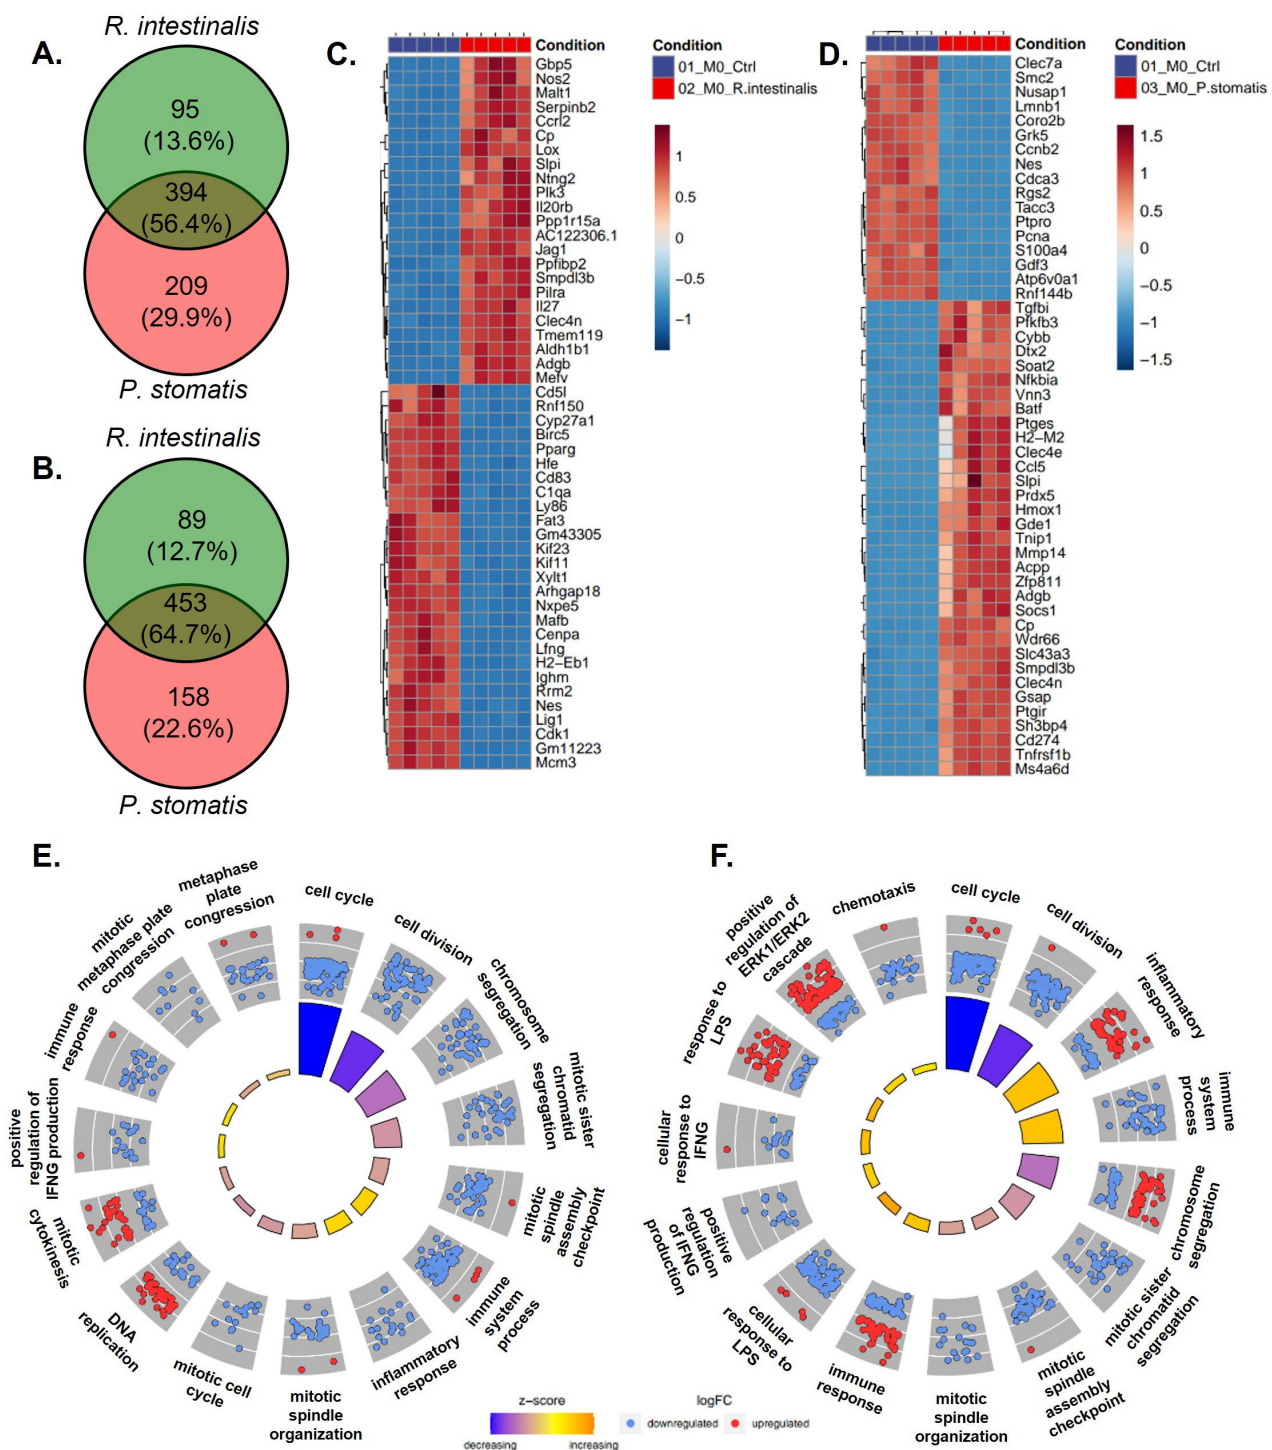 A.
R. intestinalis
95
(13.6%)
394
(56.4%)
209
(29.9%)
P. stomatis
B.
R. intestinalis
89
(12.7%)
453
(64.7%)
158
(22.6%)
P. stomatis
C.
Condition
Gbp5
Nos2
Malt1
Serpinb2
Ccrl2
Cp
Lox
Slpi
Ntng2
Plk3
Il20rb
Ppp1r15a
AC122306.1
Jag1
Ppfibp2
Smpdl3b
Pilra
Il27
Clec4n
Tmem119
Aldh1b1
Adgb
Mefv
Cd5l
Rnf150
Cyp27a1
Birc5
Pparg
Hfe
Cd83
C1qa
Ly86
Fat3
Gm43305
Kif23
Kif11
Xylt1
Arhgap18
Nxpe5
Mafb
Cenpa
Lfng
H2−Eb1
Ighm
Rrm2
Nes
Lig1
Cdk1
Gm11223
Mcm3
Condition
01_M0_Ctrl
02_M0_R.intestinalis
1
0.5
0
−0.5
−1
D.
Condition
Clec7a
Smc2
Nusap1
Lmnb1
Coro2b
Grk5
Ccnb2
Nes
Cdca3
Rgs2
Tacc3
Ptpro
Pcna
S100a4
Gdf3
Atp6v0a1
Rnf144b
Tgfbi
Pfkfb3
Cybb
Dtx2
Soat2
Nfkbia
Vnn3
Batf
Ptges
H2−M2
Clec4e
Ccl5
Slpi
Prdx5
Hmox1
Gde1
Tnip1
Mmp14
Acpp
Zfp811
Adgb
Socs1
Cp
Wdr66
Slc43a3
Smpdl3b
Clec4n
Gsap
Ptgir
Sh3bp4
Cd274
Tnfrsf1b
Ms4a6d
Condition
01_M0_Ctrl
03_M0_P.stomatis
1.5
1
0.5
0
−0.5
−1
−1.5
E.
cell cycle
cell division
chromosome
segregation
mitotic sister
chromatid
segregation
mitotic
spindle
assembly
checkpoint
immune
system
process
inflammatory
response
mitotic
spindle
organization
mitotic cell
cycle
DNA
replication
mitotic
cytokinesis
positive
regulation of
IFNG production
immune
response
mitotic
metaphase plate
congression
metaphase
plate
congression
F.
cell cycle
cell division
inflammatory
response
immune
system
process
chromosome
segregation
mitotic sister
chromatid
segregation
mitotic
spindle
assembly
checkpoint
mitotic
spindle
organization
immune
response
cellular
response to
LPS
positive
regulation
of IFNG
production
cellular
response to
IFNG
response to
LPS
positive
regulation of
ERK1/ERK2
cascade
chemotaxis
z−score
decreasing
increasing
logFC
downregulated
upregulated